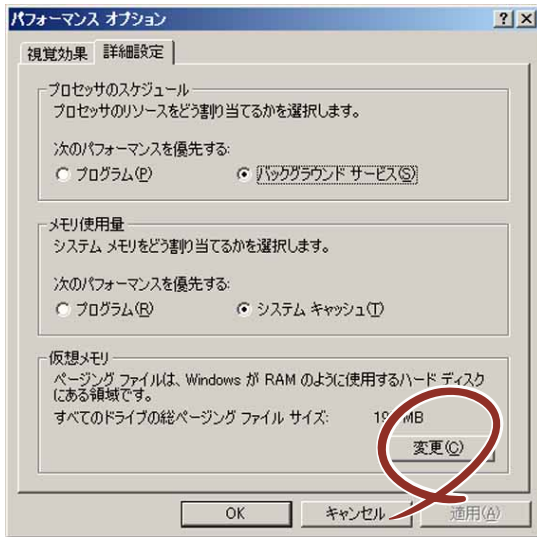 パフォーマンス オプション
視覚効果 詳細設定
プロセッサのスケジュール
プロセッサのリソースをどう割り当てるかを選択します。
次のパフォーマンスを優先する:
プログラム(P) バックグラウンド サービス(S)
メモリ使用量
システム メモリをどう割り当てるかを選択します。
次のパフォーマンスを優先する:
プログラム(R) システム キャッシュ(T)
仮想メモリ
ページング ファイルは、Windows が RAM のように使用するハード ディスク
にある領域です。
すべてのドライブの総ページング ファイル サイズ: MB
変更(C)
OK キャンセル 適用(A)